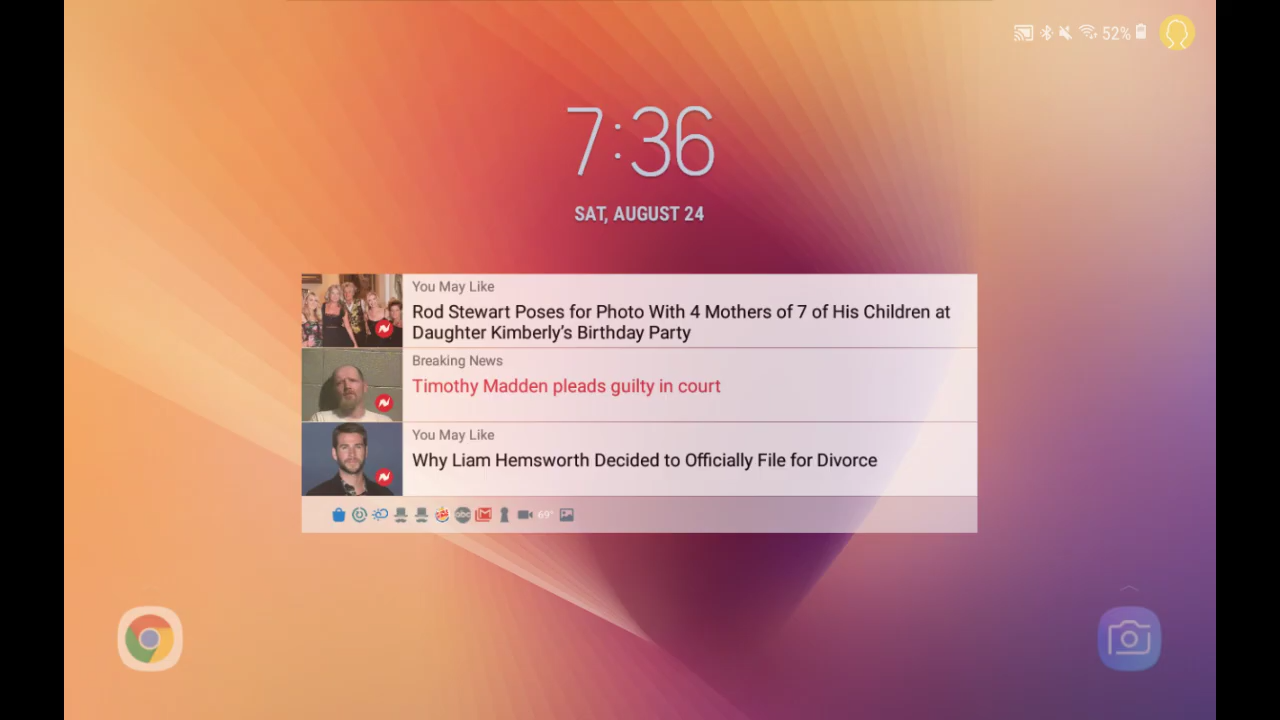 52%
7:36
SAT, AUGUST 24
You May Like
Rod Stewart Poses for Photo With 4 Mothers of 7 of His Children at
Daughter Kimberly's Birthday Party
Breaking News
Timothy Madden pleads guilty in court
You May Like
Why Liam Hemsworth Decided to Officially File for Divorce
abc
69°